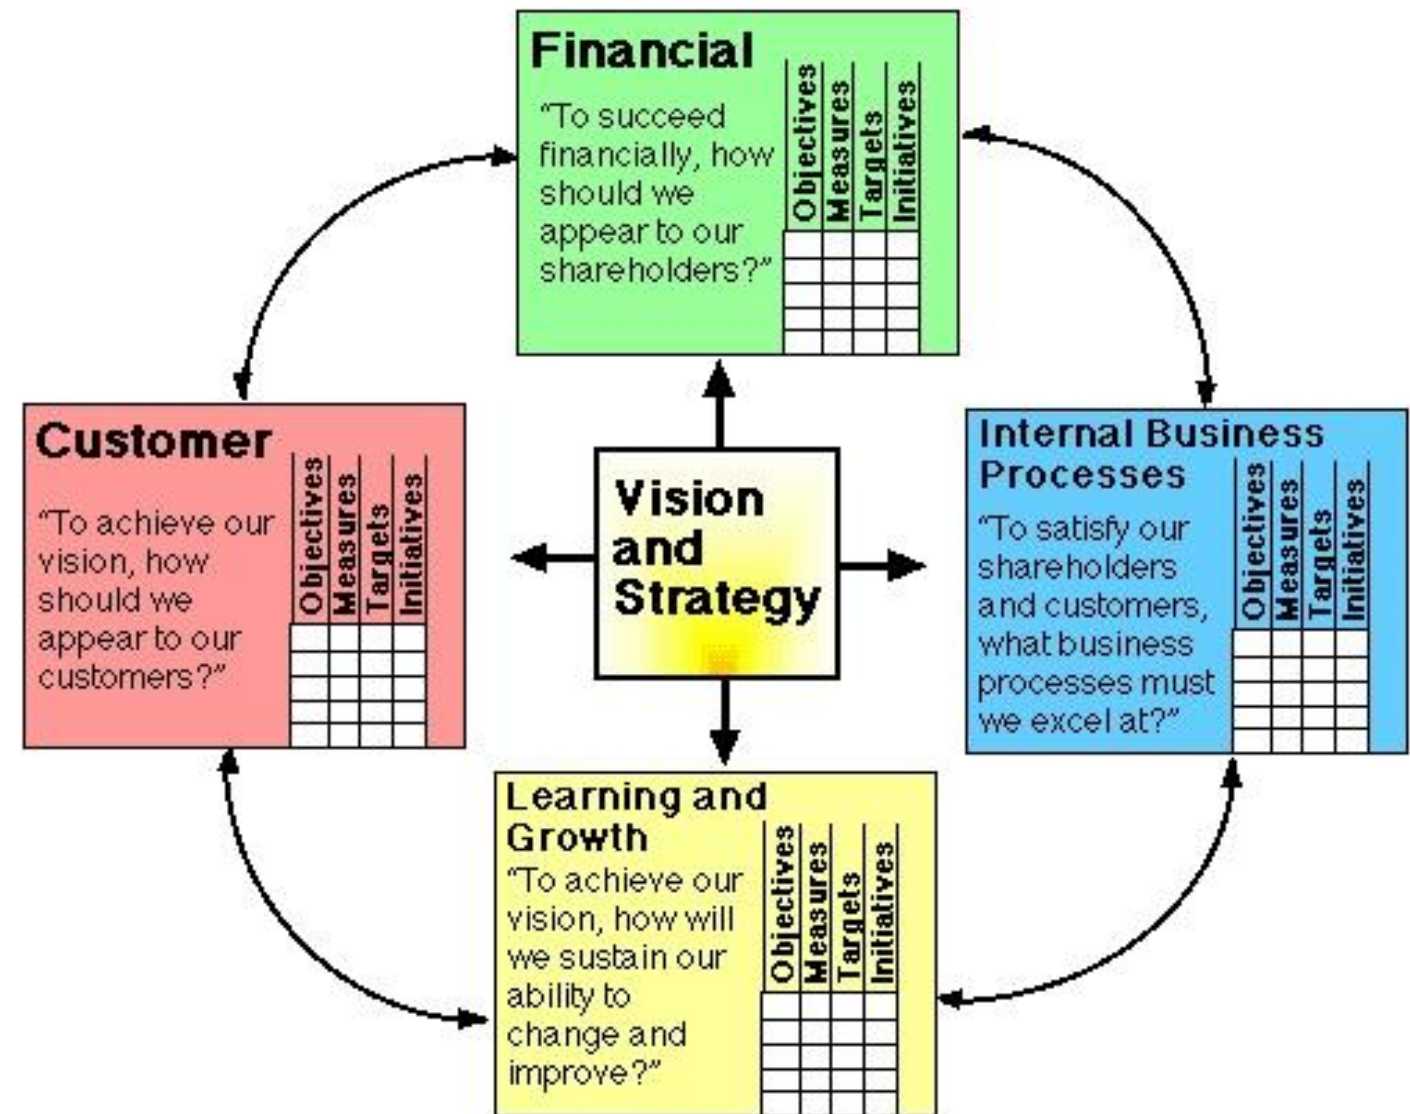 Financial
“To succeed
financially, how
should we
appear to our
shareholders?”
Objectives
Measures
Targets
Initiatives
Customer
“To achieve our
vision, how
should we
appear to our
customers?”
Objectives
Measures
Targets
Initiatives
Vision
and
Strategy
Internal Business
Processes
“To satisfy our
shareholders
and customers,
what business
processes must
we excel at?”
Objectives
Measures
Targets
Initiatives
Learning and
Growth
“To achieve our
vision, how will
we sustain our
ability to
change and
improve?”
Objectives
Measures
Targets
Initiatives